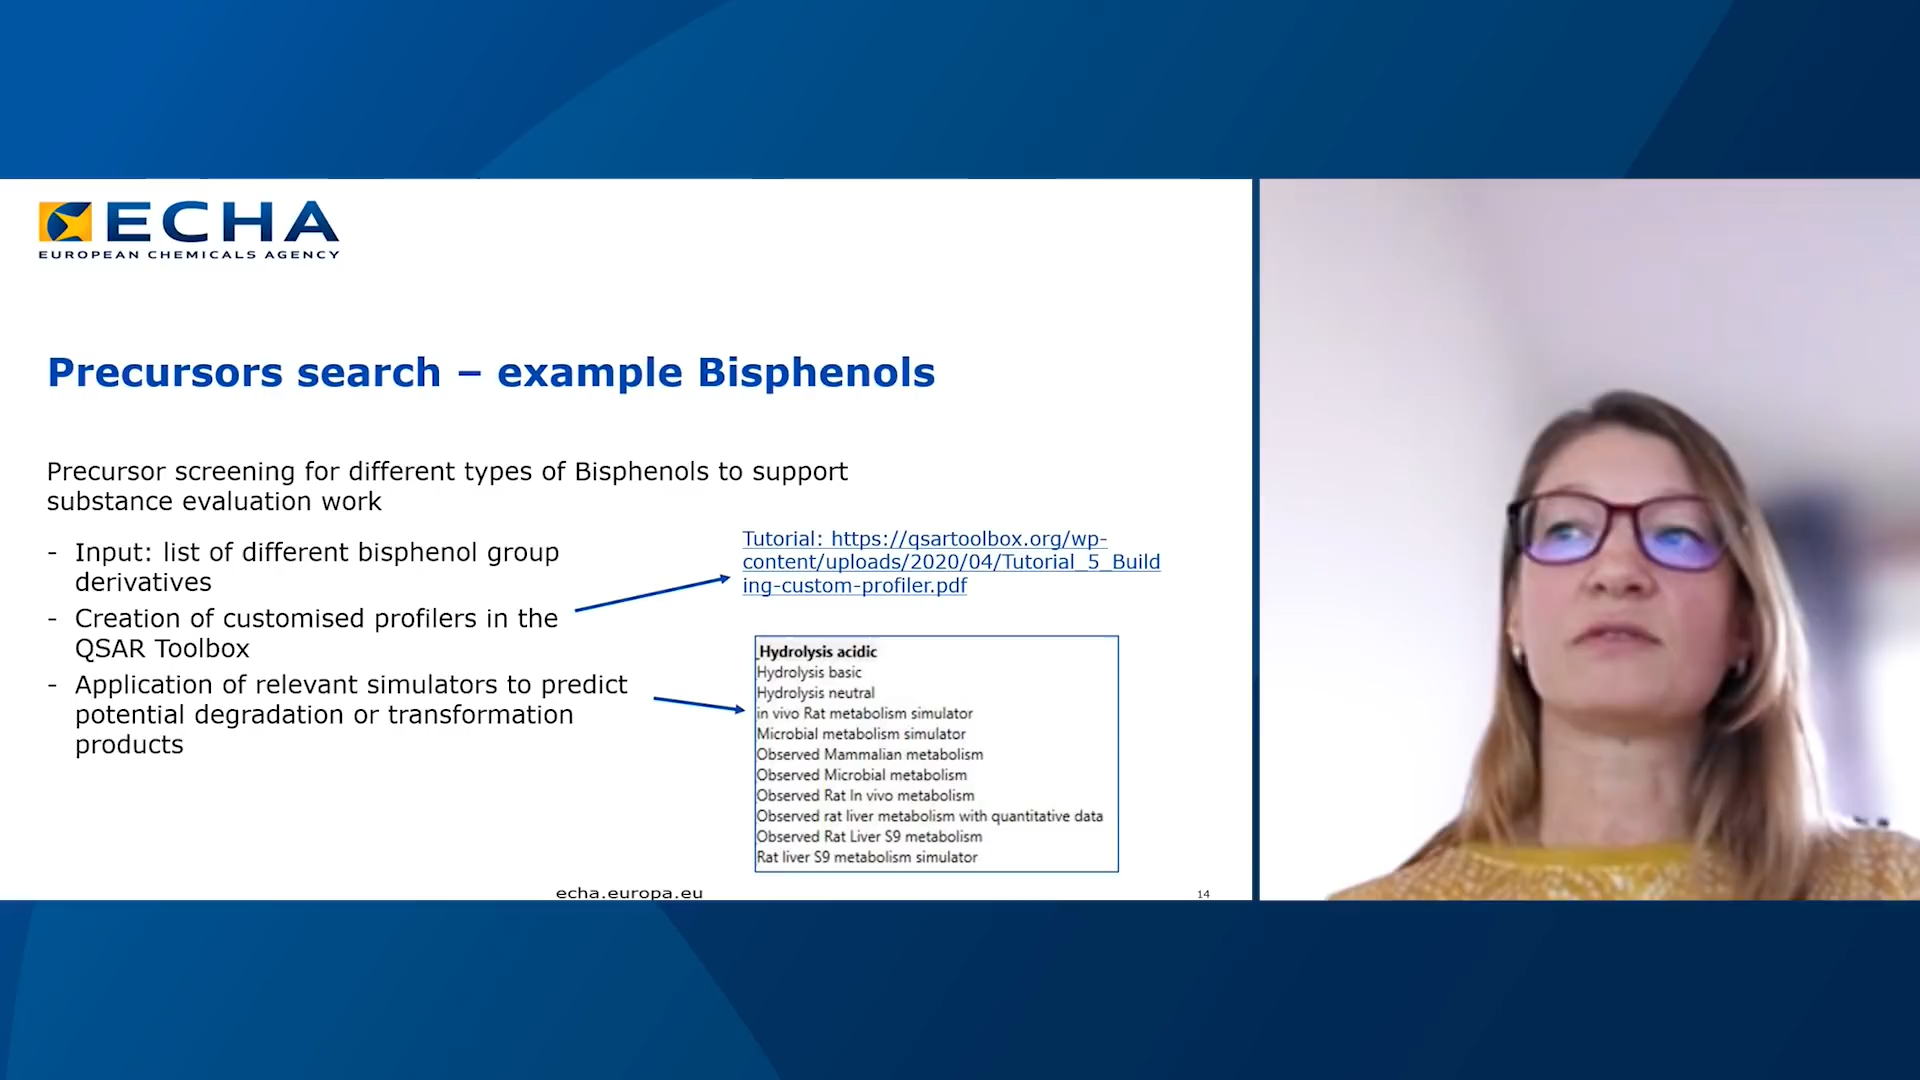 ECHA
EUROPEAN CHEMICALS AGENCY
Precursors search – example Bisphenols
Precursor screening for different types of Bisphenols to support
substance evaluation work
- Input: list of different bisphenol group
derivatives
- Creation of customised profilers in the
QSAR Toolbox
- Application of relevant simulators to predict
potential degradation or transformation
products
Tutorial: https://qsartoolbox.org/wp-
content/uploads/2020/04/Tutorial_5_Build
ing-custom-profiler.pdf
Hydrolysis acidic
Hydrolysis basic
Hydrolysis neutral
in vivo Rat metabolism simulator
Microbial metabolism simulator
Observed Mammalian metabolism
Observed Microbial metabolism
Observed Rat In vivo metabolism
Observed rat liver metabolism with quantitative data
Observed Rat Liver S9 metabolism
Rat liver S9 metabolism simulator
echa.europa.eu
14